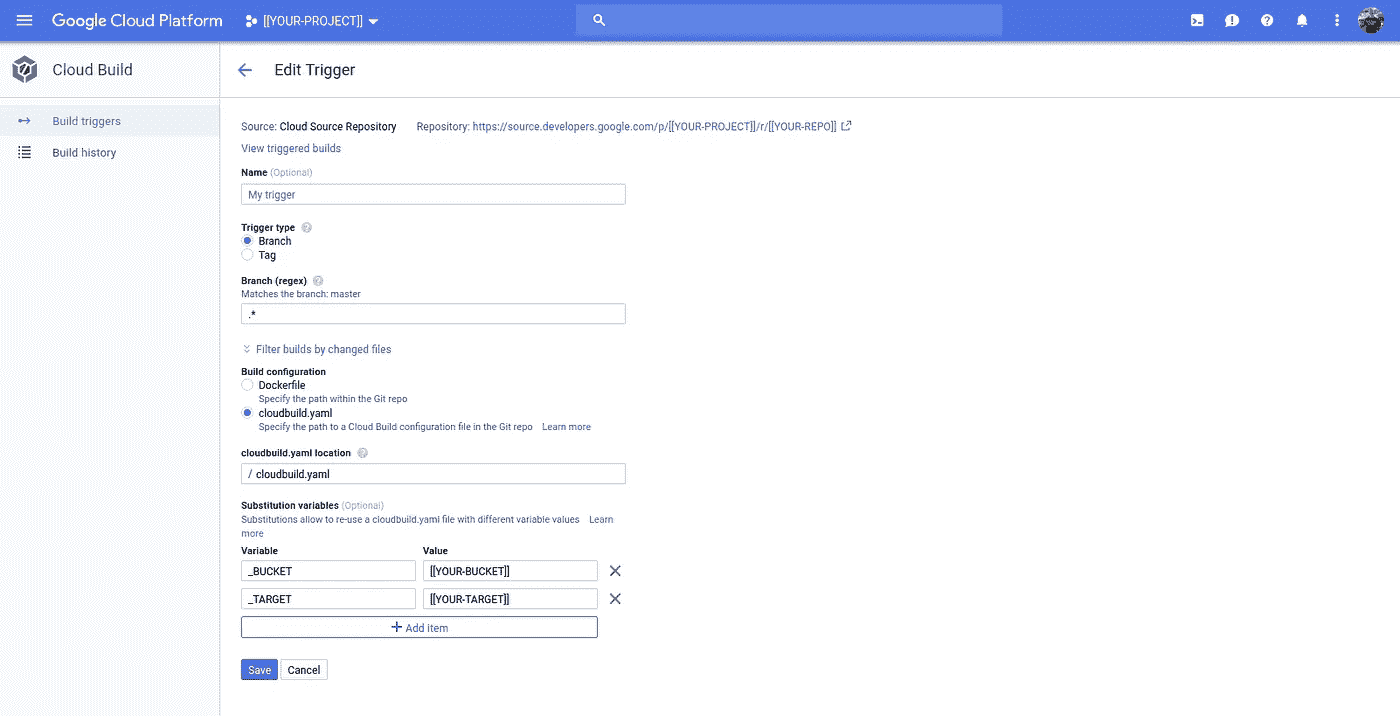 Google Cloud Platform [[YOUR-PROJECT]]
Cloud Build
Edit Trigger
Build triggers
Build history
Source: Cloud Source Repository Repository: https://source.developers.google.com/p/[[YOUR-PROJECT]]/r/[[YOUR-REPO]]
View triggered builds
Name (Optional)
My trigger
Trigger type
Branch
Tag
Branch (regex)
Matches the branch: master
.*
Filter builds by changed files
Build configuration
Dockerfile
Specify the path within the Git repo
cloudbuild.yaml
Specify the path to a Cloud Build configuration file in the Git repo Learn more
cloudbuild.yaml location
/ cloudbuild.yaml
Substitution variables (Optional)
Substitutions allow to re-use a cloudbuild.yaml file with different variable values Learn
more
Variable Value
_BUCKET [[YOUR-BUCKET]]
_TARGET [[YOUR-TARGET]]
Add item
Save Cancel